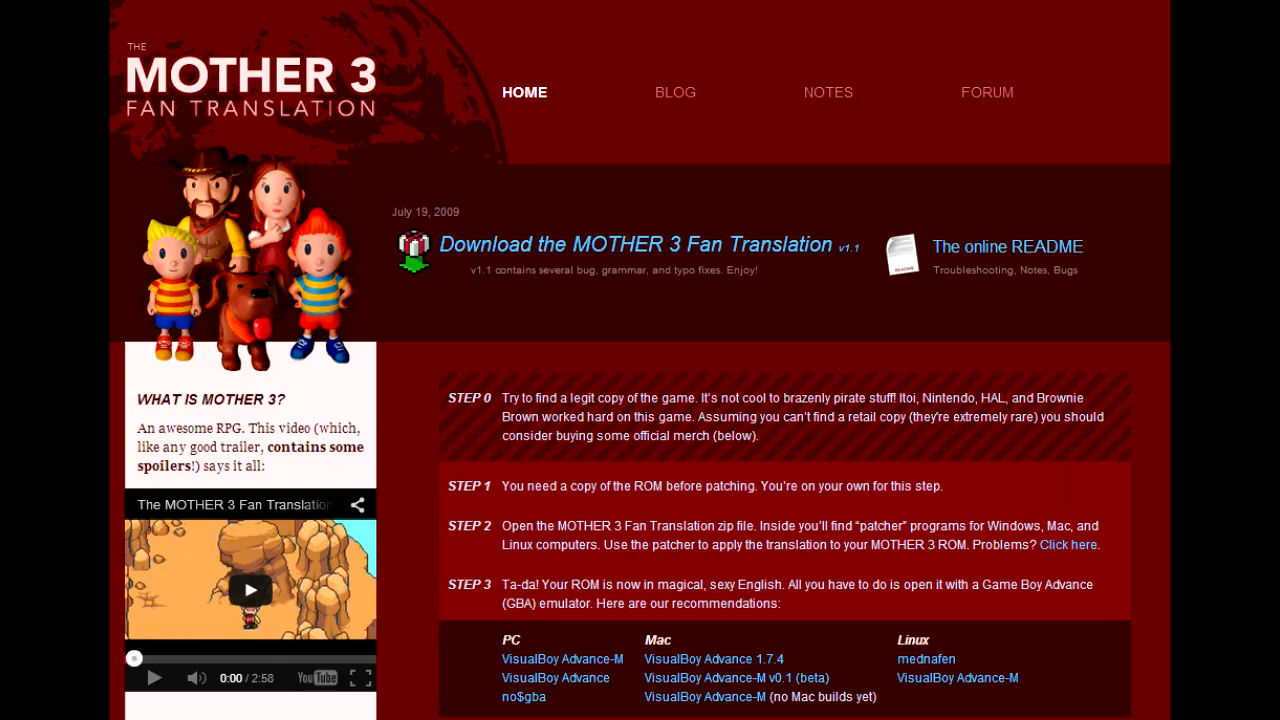 THE
MOTHER 3
FAN TRANSLATION
HOME
BLOG
NOTES
FORUM
July 19, 2009
Download the MOTHER 3 Fan Translation v1.1
v1.1 contains several bug, grammar, and typo fixes. Enjoy!
README
The online README
Troubleshooting, Notes, Bugs
WHAT IS MOTHER 3?
An awesome RPG. This video (which,
like any good trailer, contains some
spoilers!) says it all:
The MOTHER 3 Fan Translation
0:00 / 2:58
YouTube
STEP 0 Try to find a legit copy of the game. It's not cool to brazenly pirate stuff! Itoi, Nintendo, HAL, and Brownie
Brown worked hard on this game. Assuming you can't find a retail copy (they're extremely rare) you should
consider buying some official merch (below).
STEP 1 You need a copy of the ROM before patching. You're on your own for this step.
STEP 2 Open the MOTHER 3 Fan Translation zip file. Inside you'll find “patcher” programs for Windows, Mac, and
Linux computers. Use the patcher to apply the translation to your MOTHER 3 ROM. Problems? Click here.
STEP 3 Ta-da! Your ROM is now in magical, sexy English. All you have to do is open it with a Game Boy Advance
(GBA) emulator. Here are our recommendations:
PC
VisualBoy Advance-M
VisualBoy Advance
no$gba
Mac
VisualBoy Advance 1.7.4
VisualBoy Advance-M v0.1 (beta)
VisualBoy Advance-M (no Mac builds yet)
Linux
mednafen
VisualBoy Advance-M